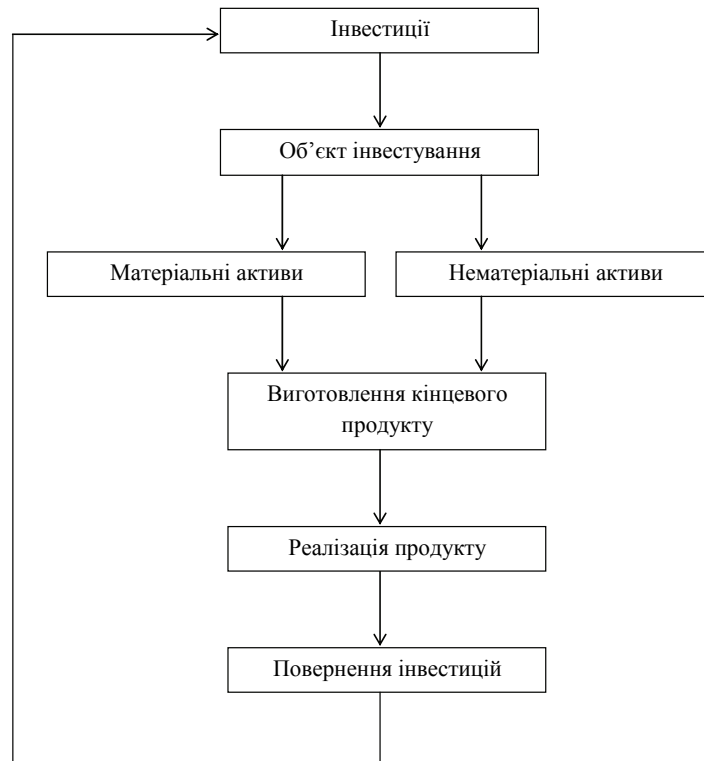 Інвестиції
Об’єкт інвестування
Матеріальні активи
Нематеріальні активи
Виготовлення кінцевого
продукту
Реалізація продукту
Повернення інвестицій